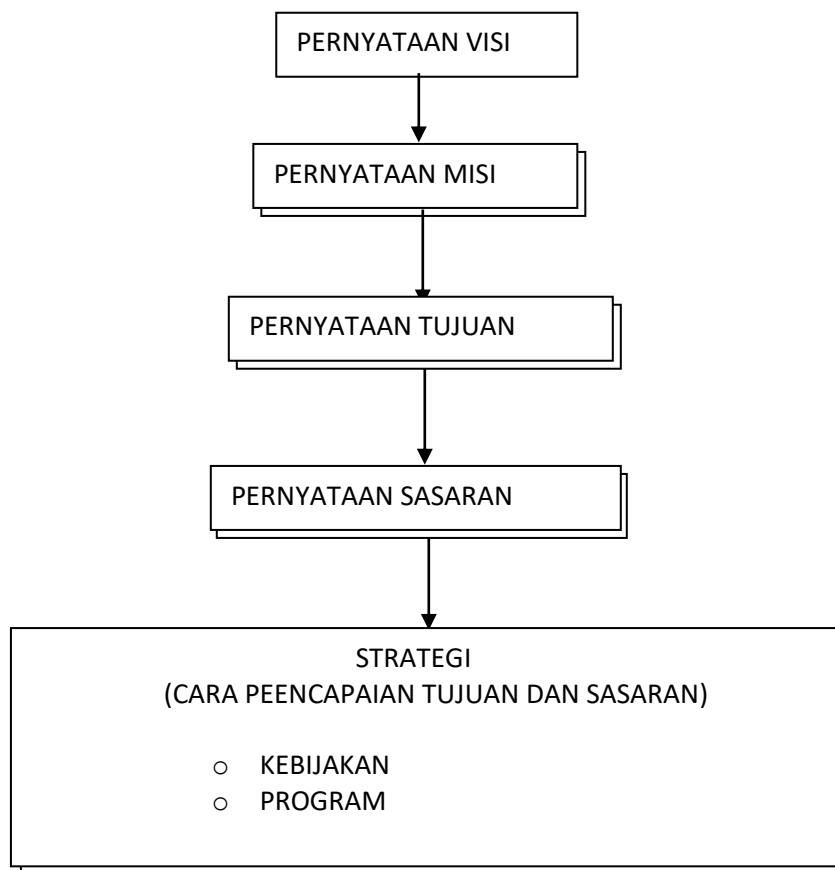 PERNYATAAN VISI
PERNYATAAN MISI
PERNYATAAN TUJUAN
PERNYATAAN SASARAN
STRATEGI
(CARA PEENCAPAIAN TUJUAN DAN SASARAN)
o KEBIJAKAN
o PROGRAM